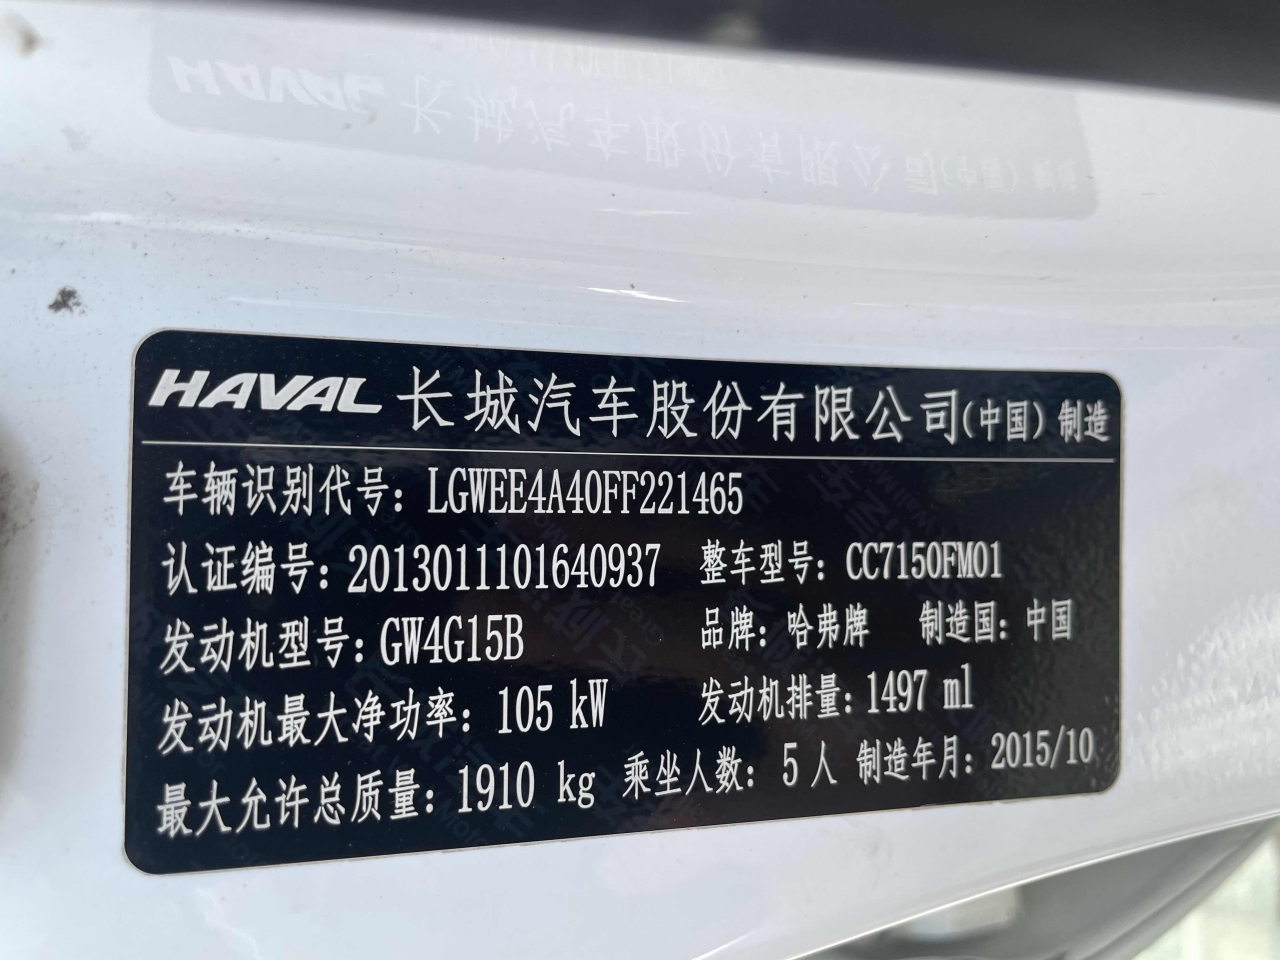 HAVAL 长城汽车股份有限公司(中国)制造
车辆识别代号: LGWEE4A40FF221465
认证编号: 2013011101640937 整车型号: CC7150FM01
发动机型号: GW4G15B 品牌: 哈弗牌 制造国: 中国
发动机最大净功率: 105 kW 发动机排量: 1497 ml
最大允许总质量: 1910 kg 乘坐人数: 5 人 制造年月: 2015/10